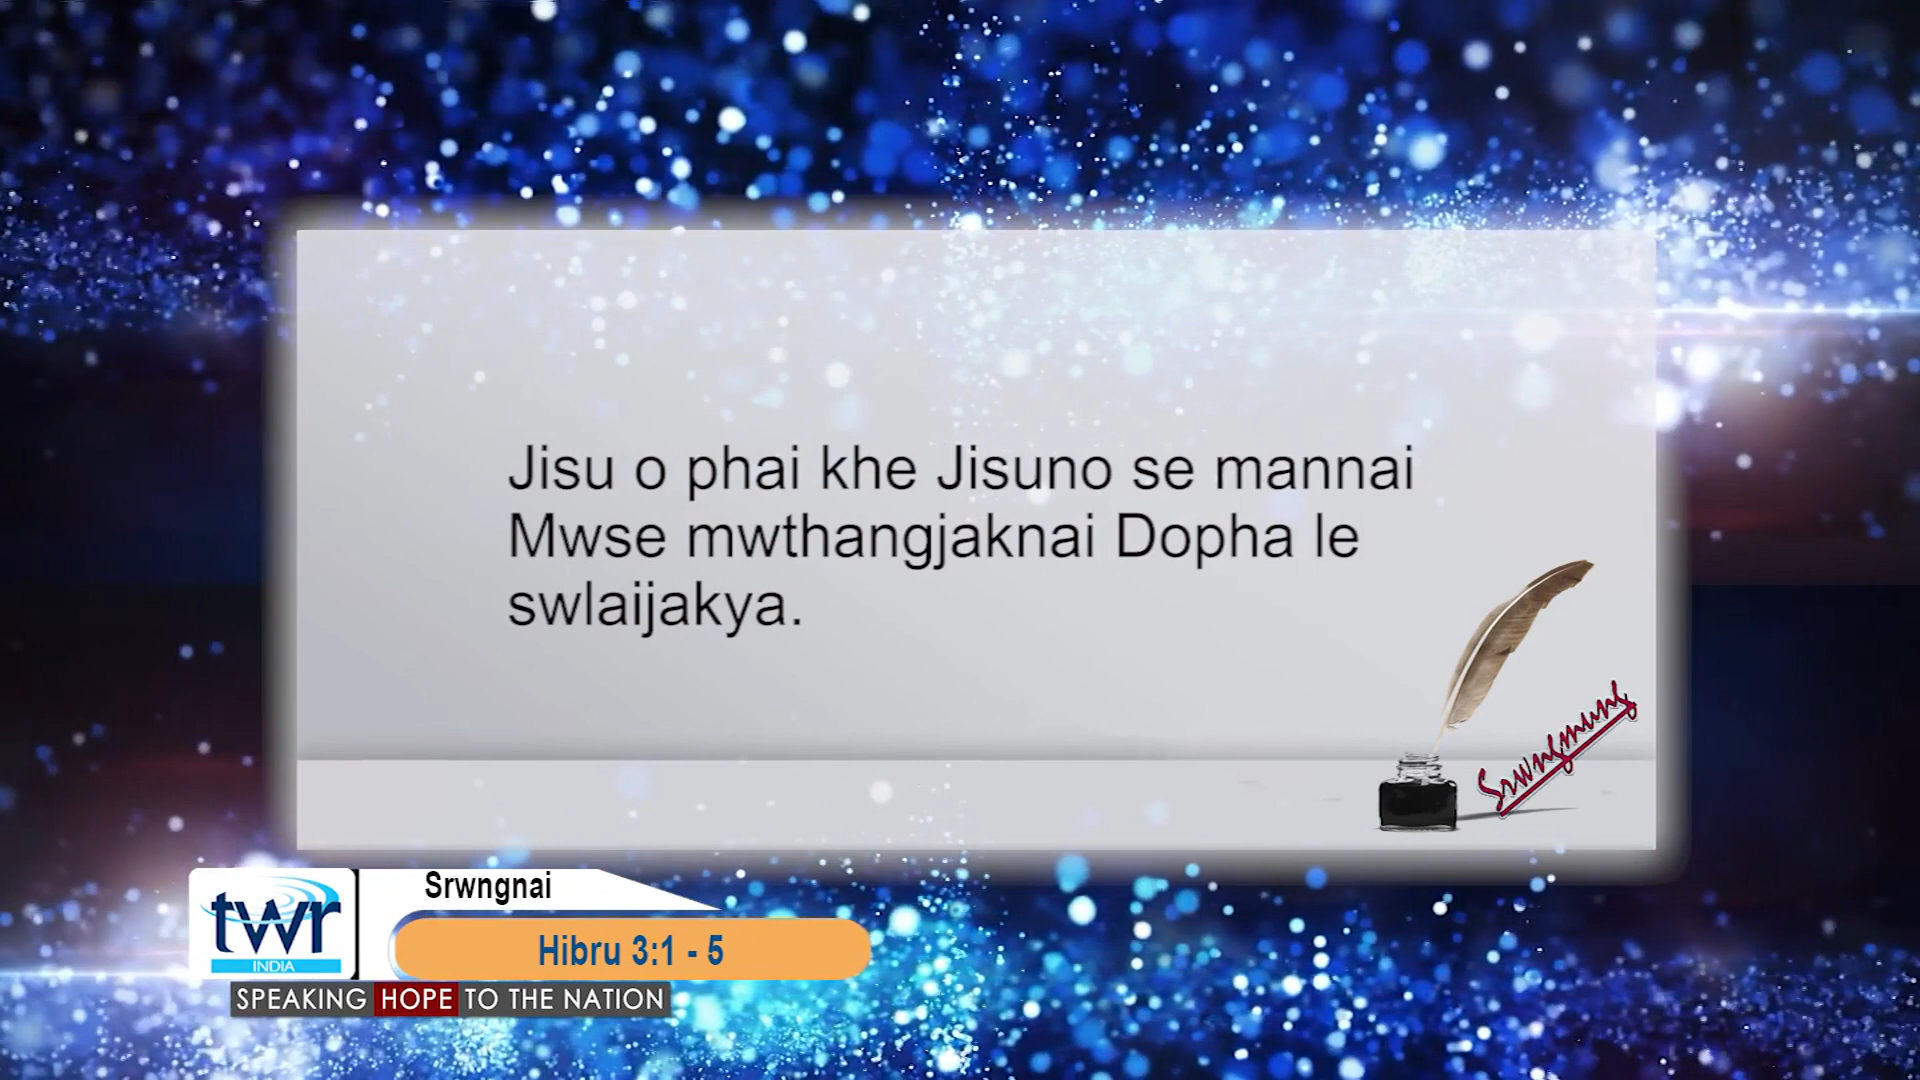 Jisu o phai khe Jisuno se mannai
Mwse mwthangjaknai Dopha le
swlaijakya.
Srwngmung
Srwngnai
twr
INDIA
Hibru 3:1 - 5
SPEAKING HOPE TO THE NATION